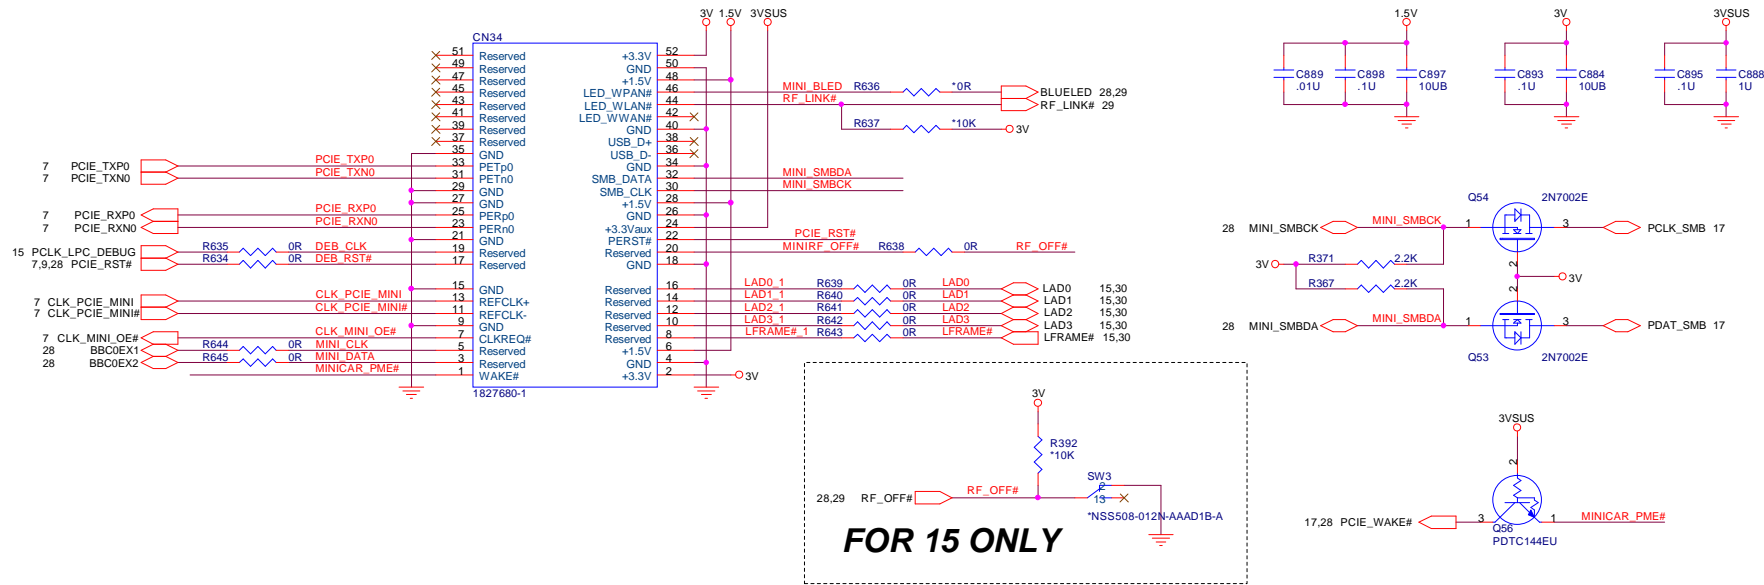 3V 1.5V 3VSUS
CN34
51 Reserved +3.3V 52
49 Reserved GND 50
47 Reserved +1.5V 48
45 Reserved LED_WPAN# 46 MINI_BLED R636 *0R BLUELED 28,29
43 Reserved LED_WLAN# 44 RF_LINK# RF_LINK# 29
41 Reserved LED_WWAN# 42
39 Reserved GND 40 R637 *10K 3V
37 Reserved USB_D+ 38
35 GND USB_D- 36
7 PCIE_TXP0 PCIE_TXP0 33 PETp0 GND 34
7 PCIE_TXN0 PCIE_TXN0 31 PETn0 SMB_DATA 32 MINI_SMBDA
29 GND SMB_CLK 30 MINI_SMBCK
27 GND +1.5V 28
7 PCIE_RXP0 PCIE_RXP0 25 PERp0 GND 26
7 PCIE_RXN0 PCIE_RXN0 23 PERn0 +3.3Vaux 24
21 GND PERST# 22 PCIE_RST#
15 PCLK_LPC_DEBUG R635 0R DEB_CLK 19 Reserved Reserved 20 MINIRF_OFF# R638 0R RF_OFF#
7,9,28 PCIE_RST# R634 0R DEB_RST# 17 Reserved GND 18
15 GND Reserved 16 LAD0_1 R639 0R LAD0 LAD0 15,30
7 CLK_PCIE_MINI CLK_PCIE_MINI 13 REFCLK+ Reserved 14 LAD1_1 R640 0R LAD1 LAD1 15,30
7 CLK_PCIE_MINI# CLK_PCIE_MINI# 11 REFCLK- Reserved 12 LAD2_1 R641 0R LAD2 LAD2 15,30
9 GND Reserved 10 LAD3_1 R642 0R LAD3 LAD3 15,30
7 CLK_MINI_OE# CLK_MINI_OE# 7 CLKREQ# Reserved 8 LFRAME#_1 R643 0R LFRAME# LFRAME# 15,30
28 BBC0EX1 R644 0R MINI_CLK 5 Reserved +1.5V 6
28 BBC0EX2 R645 0R MINI_DATA 3 Reserved GND 4
MINICAR_PME# 1 WAKE# +3.3V 2 3V
1827680-1
3V
R392
*10K
SW3
2
28,29 RF_OFF# RF_OFF# 13
*NSS508-012N-AAAD1B-A
FOR 15 ONLY
1.5V 3V 3VSUS
C889 C898 C897 C893 C884 C895 C888
.01U .1U 10UB .1U 10UB .1U 1U
Q54 2N7002E
28 MINI_SMBCK MINI_SMBCK 1 3 PCLK_SMB 17
2
3V R371 2.2K
3V
R367 2.2K
2
28 MINI_SMBDA MINI_SMBDA 1 3 PDAT_SMB 17
Q53 2N7002E
3VSUS
2
17,28 PCIE_WAKE# 3 1 MINICAR_PME#
Q56
PDTC144EU